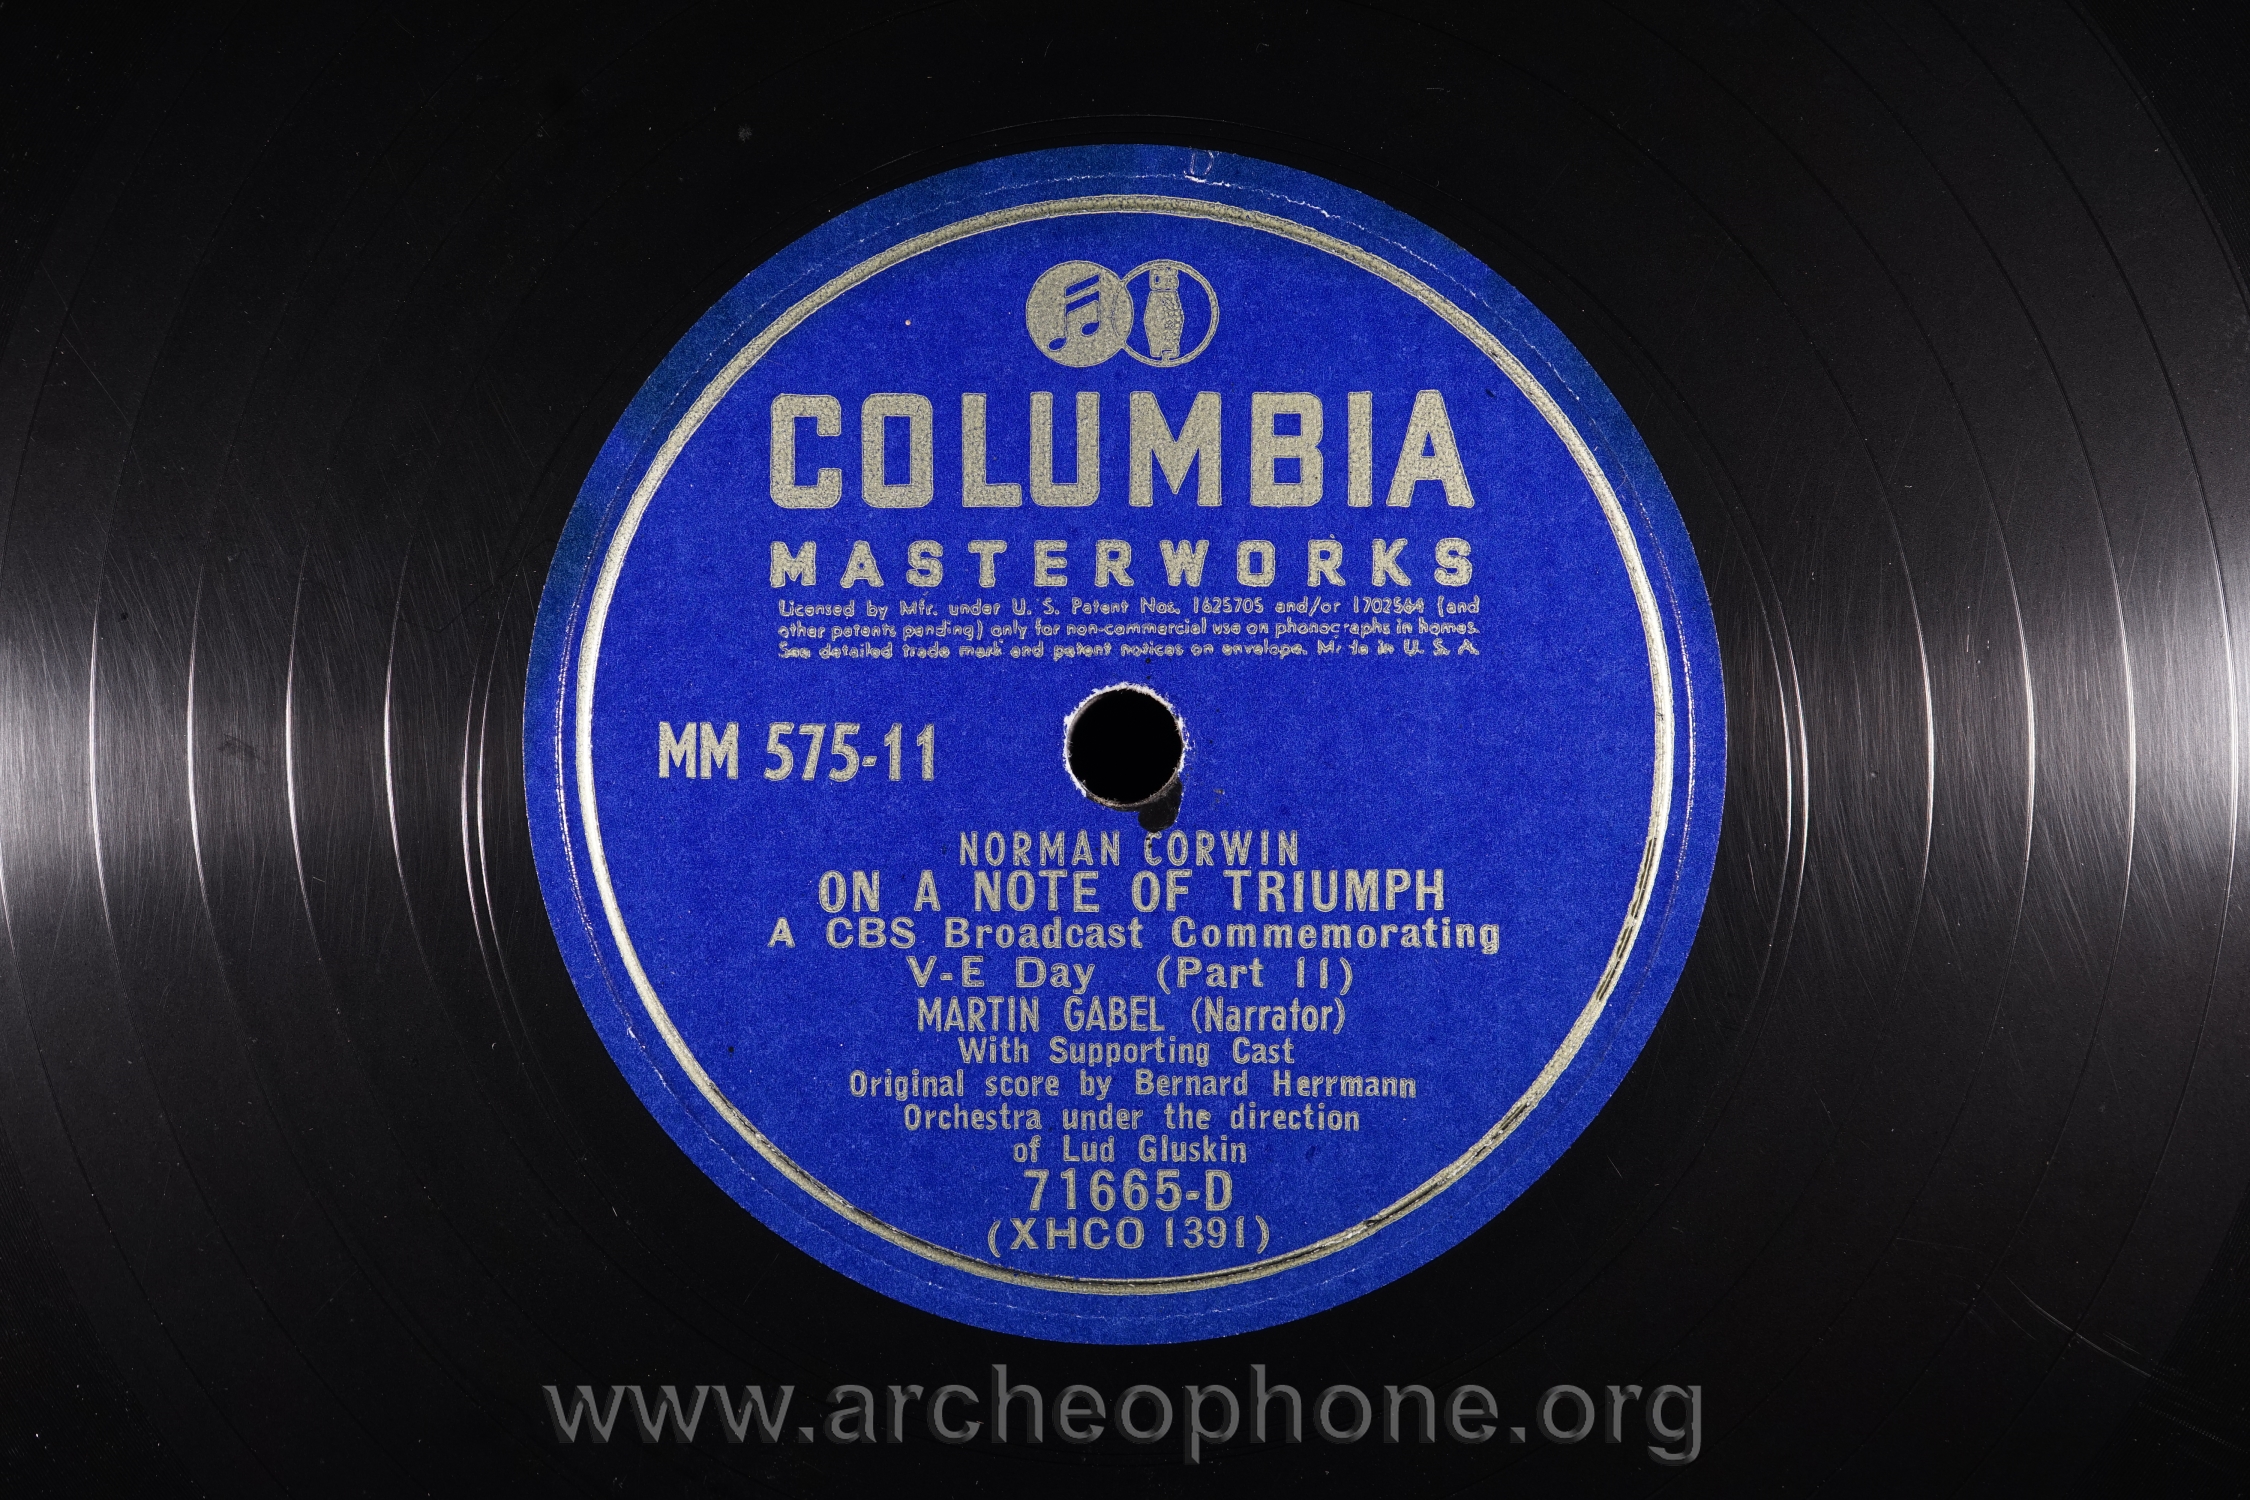 COLUMBIA
MASTERWORKS
Licensed by Mfr. under U. S. Patent Nos. 1625705 and/or 1702564 (and
other patents pending) only for non-commercial use on phonographs in homes.
See detailed trade mark and patent notices on envelope. Made in U. S. A.
MM 575-11
NORMAN CORWIN
ON A NOTE OF TRIUMPH
A CBS Broadcast Commemorating
V-E Day (Part 11)
MARTIN GABEL (Narrator)
With Supporting Cast
Original score by Bernard Herrmann
Orchestra under the direction
of Lud Gluskin
71665-D
(XHCO 1391)
www.archeophone.org